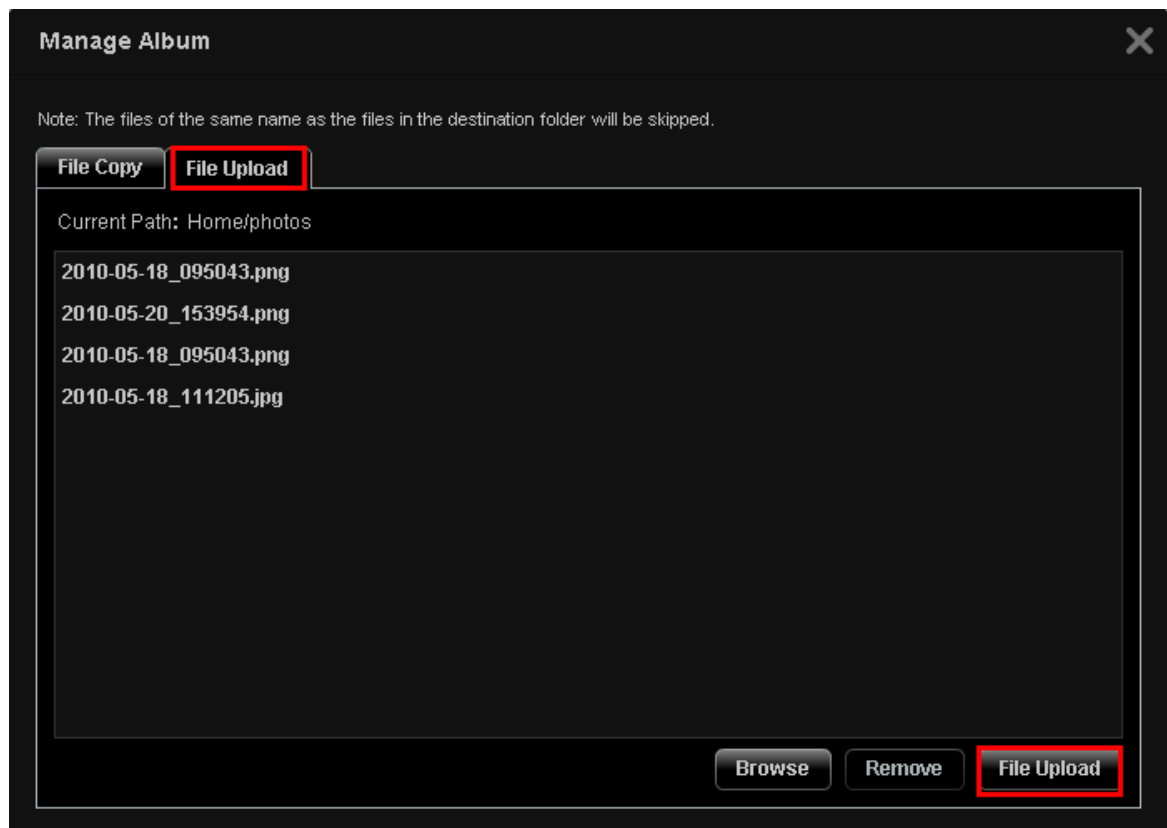 Manage Album
Note: The files of the same name as the files in the destination folder will be skipped.
File Copy File Upload
Current Path: Home/photos
2010-05-18_095043.png
2010-05-20_153954.png
2010-05-18_095043.png
2010-05-18_111205.jpg
Browse Remove File Upload